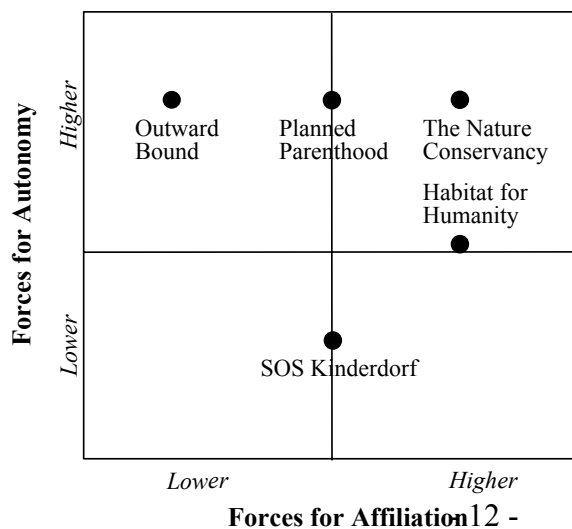 Forces for Autonomy
Higher
Lower
Outward
Bound
Planned
Parenthood
The Nature
Conservancy
Habitat for
Humanity
SOS Kinderdorf
Lower
Higher
Forces for Affiliation
- 12 -